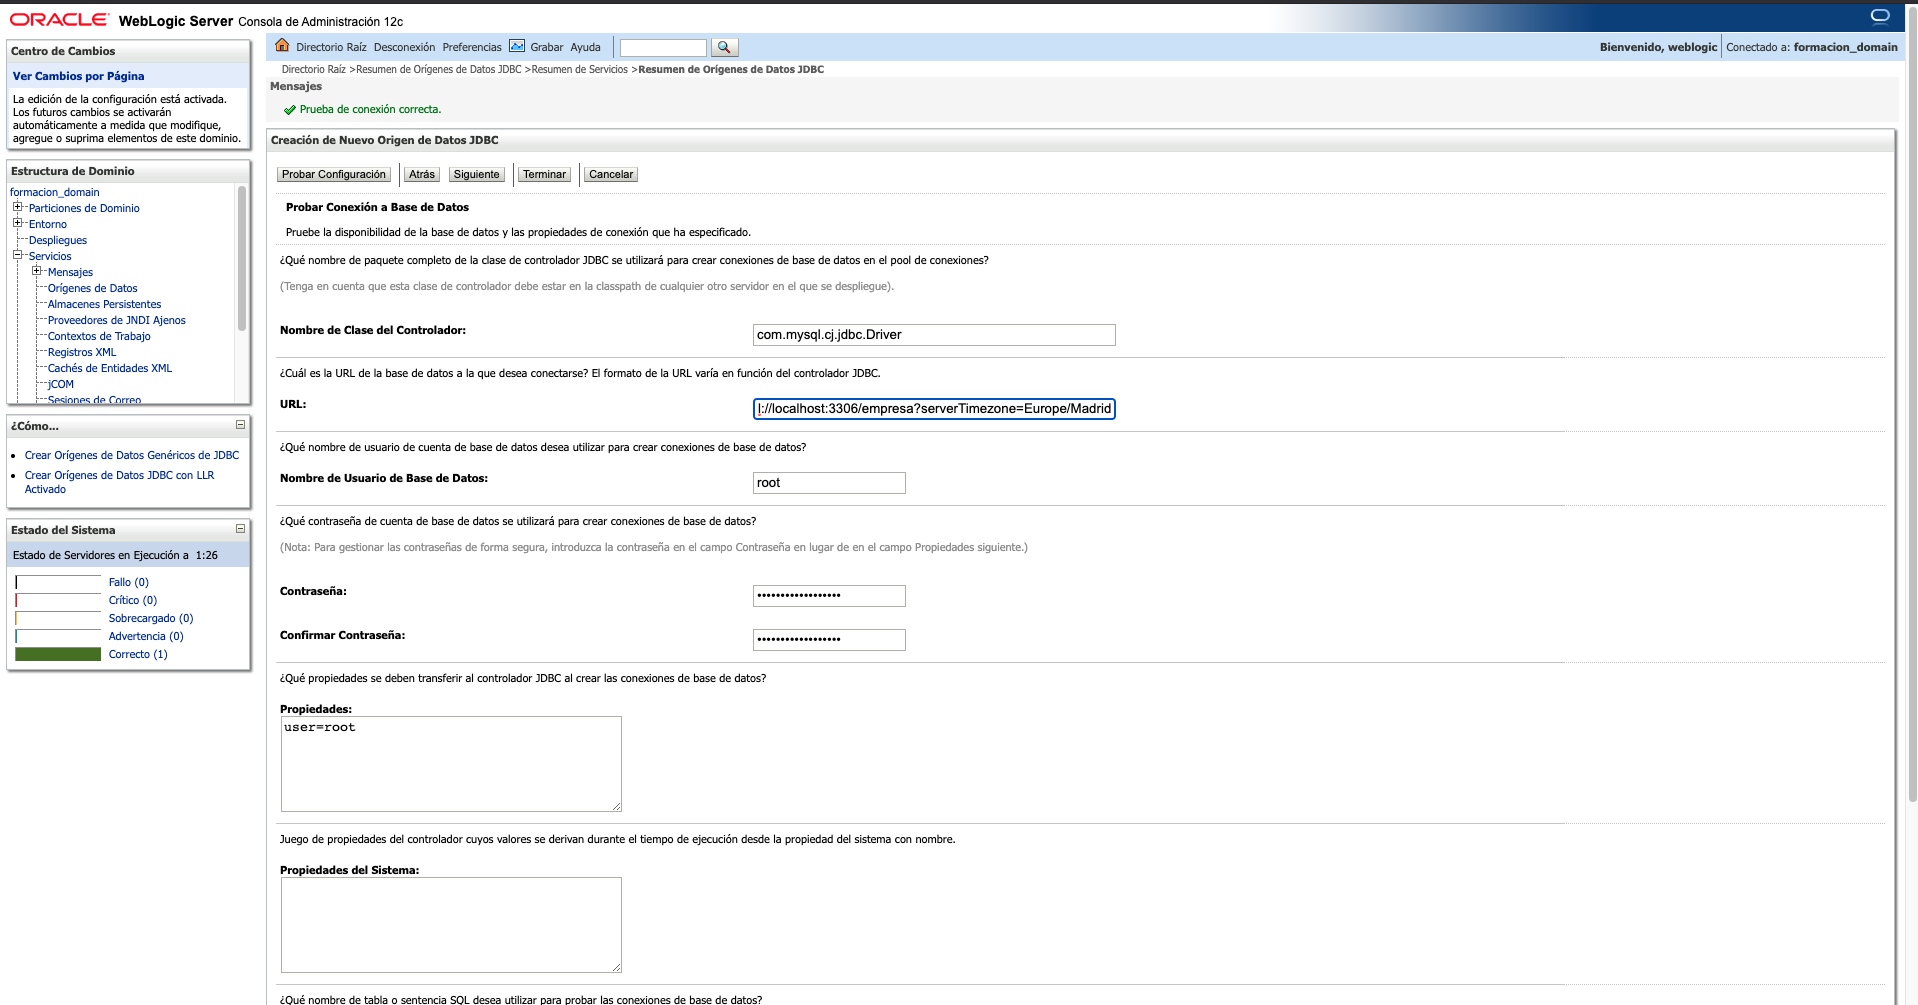 ORACLE® WebLogic Server Consola de Administración 12c
Centro de Cambios
Ver Cambios por Página
La edición de la configuración está activada.
Los futuros cambios se activarán
automáticamente a medida que modifique,
agregue o suprima elementos de este dominio.
Estructura de Dominio
formacion_domain
Particiones de Dominio
Entorno
Despliegues
Servicios
Mensajes
Orígenes de Datos
Almacenes Persistentes
Proveedores de JNDI Ajenos
Contextos de Trabajo
Registros XML
Cachés de Entidades XML
jCOM
Sesiones de Correo
¿Cómo...
Crear Orígenes de Datos Genéricos de JDBC
Crear Orígenes de Datos JDBC con LLR
Activado
Estado del Sistema
Estado de Servidores en Ejecución a 1:26
Fallo (0)
Crítico (0)
Sobrecargado (0)
Advertencia (0)
Correcto (1)
Directorio Raíz Desconexión Preferencias Grabar Ayuda
Bienvenido, weblogic Conectado a: formacion_domain
Directorio Raíz >Resumen de Orígenes de Datos JDBC >Resumen de Servicios >Resumen de Orígenes de Datos JDBC
Mensajes
Prueba de conexión correcta.
Creación de Nuevo Origen de Datos JDBC
Probar Configuración Atrás Siguiente Terminar Cancelar
Probar Conexión a Base de Datos
Pruebe la disponibilidad de la base de datos y las propiedades de conexión que ha especificado.
¿Qué nombre de paquete completo de la clase de controlador JDBC se utilizará para crear conexiones de base de datos en el pool de conexiones?
(Tenga en cuenta que esta clase de controlador debe estar en la classpath de cualquier otro servidor en el que se despliegue).
Nombre de Clase del Controlador: com.mysql.cj.jdbc.Driver
¿Cuál es la URL de la base de datos a la que desea conectarse? El formato de la URL varía en función del controlador JDBC.
URL: l://localhost:3306/empresa?serverTimezone=Europe/Madrid
¿Qué nombre de usuario de cuenta de base de datos desea utilizar para crear conexiones de base de datos?
Nombre de Usuario de Base de Datos: root
¿Qué contraseña de cuenta de base de datos se utilizará para crear conexiones de base de datos?
(Nota: Para gestionar las contraseñas de forma segura, introduzca la contraseña en el campo Contraseña en lugar de en el campo Propiedades siguiente.)
Contraseña: ••••••••••••••••••
Confirmar Contraseña: ••••••••••••••••••
¿Qué propiedades se deben transferir al controlador JDBC al crear las conexiones de base de datos?
Propiedades:
user=root
Juego de propiedades del controlador cuyos valores se derivan durante el tiempo de ejecución desde la propiedad del sistema con nombre.
Propiedades del Sistema:
¿Qué nombre de tabla o sentencia SQL desea utilizar para probar las conexiones de base de datos?